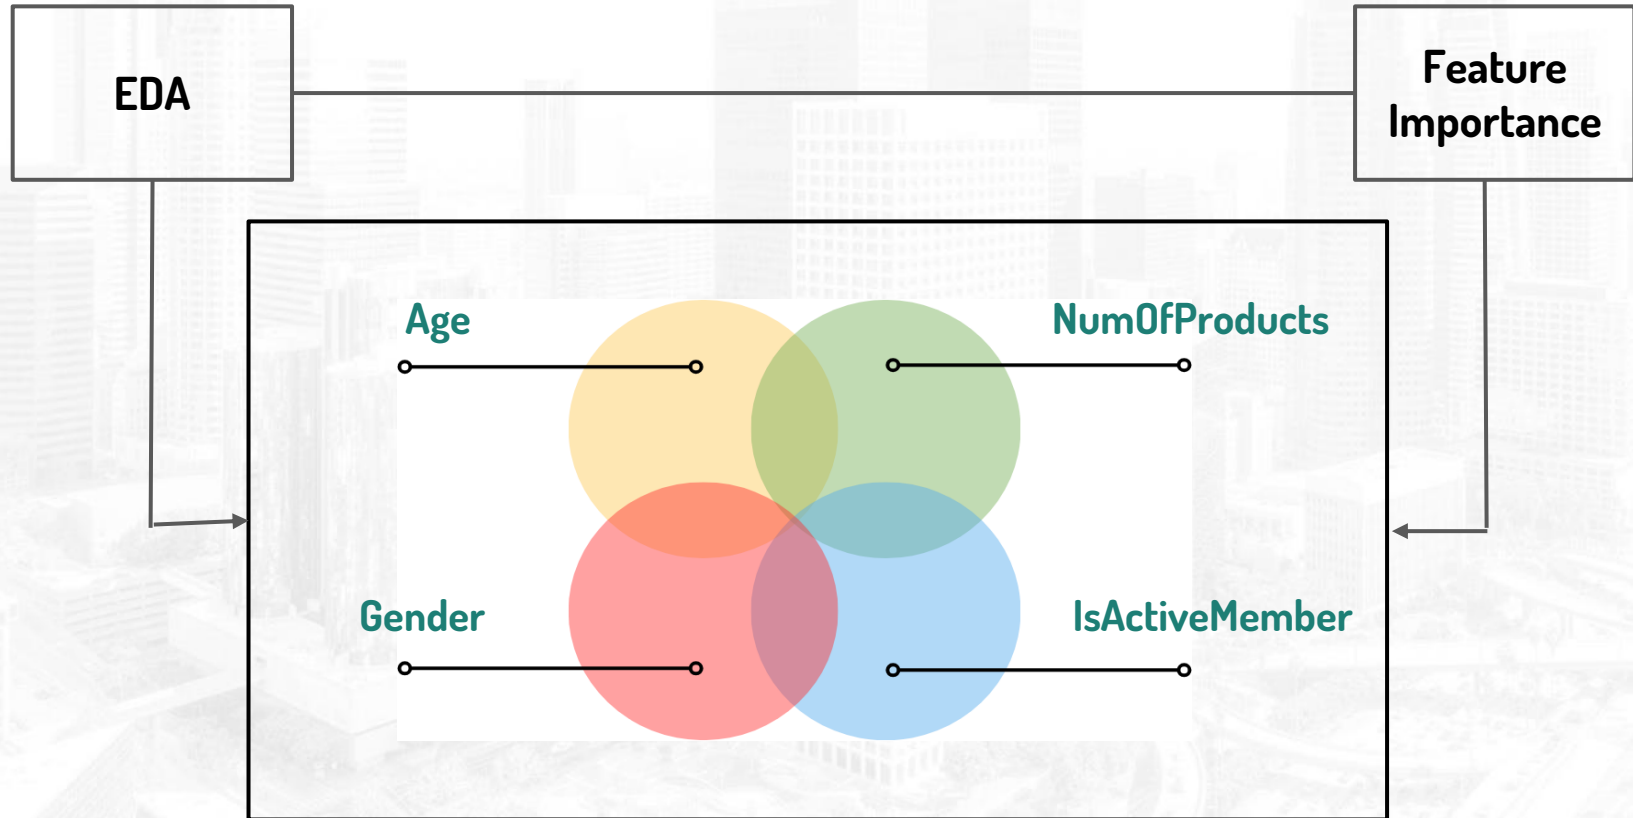 EDA
Feature
Importance
Age
NumOfProducts
Gender
IsActiveMember